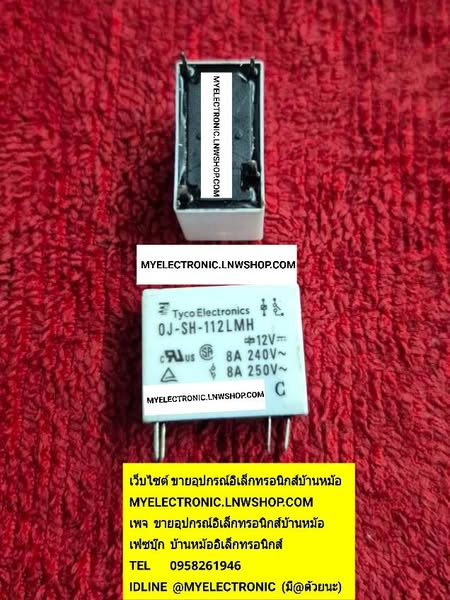 MYELECTRONIC.LNWSHOP.COM
MYELECTRONIC.LNWSHOP.COM
Tyco Electronics
OJ-SH-112LMH
12V
c RU us SP 8A 240V~
8A 250V~
MYELECTRONIC.LNWSHOP.COM
C
เว็บไซต์ ขายอุปกรณ์อิเล็กทรอนิกส์บ้านหม้อ
MYELECTRONIC.LNWSHOP.COM
เพจ ขายอุปกรณ์อิเล็กทรอนิกส์บ้านหม้อ
เฟซบุ๊ก บ้านหม้ออิเล็กทรอนิกส์
TEL 0958261946
IDLINE @MYELECTRONIC (มี@ด้วยนะ)